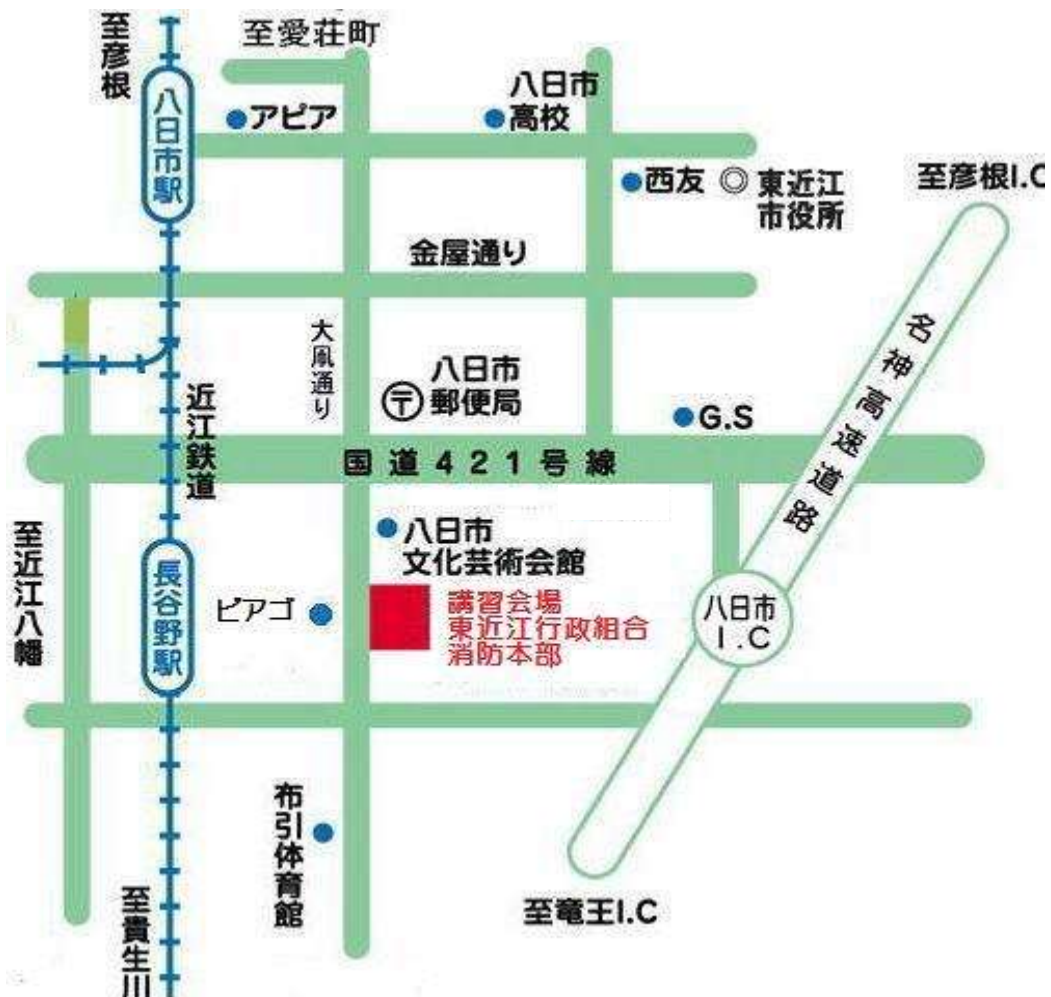 至彦根
至愛荘町
八日市駅
アピア
八日市
高校
西友
東近江
市役所
至彦根I.C
金屋通り
大凧通り
八日市
郵便局
〒
G.S
名神高速道路
近江鉄道
国道421号線
至近江八幡
八日市
文化芸術会館
長谷野駅
ピアゴ
講習会場
東近江行政組合
消防本部
八日市
I.C
布引体育館
至竜王I.C
至貴生川